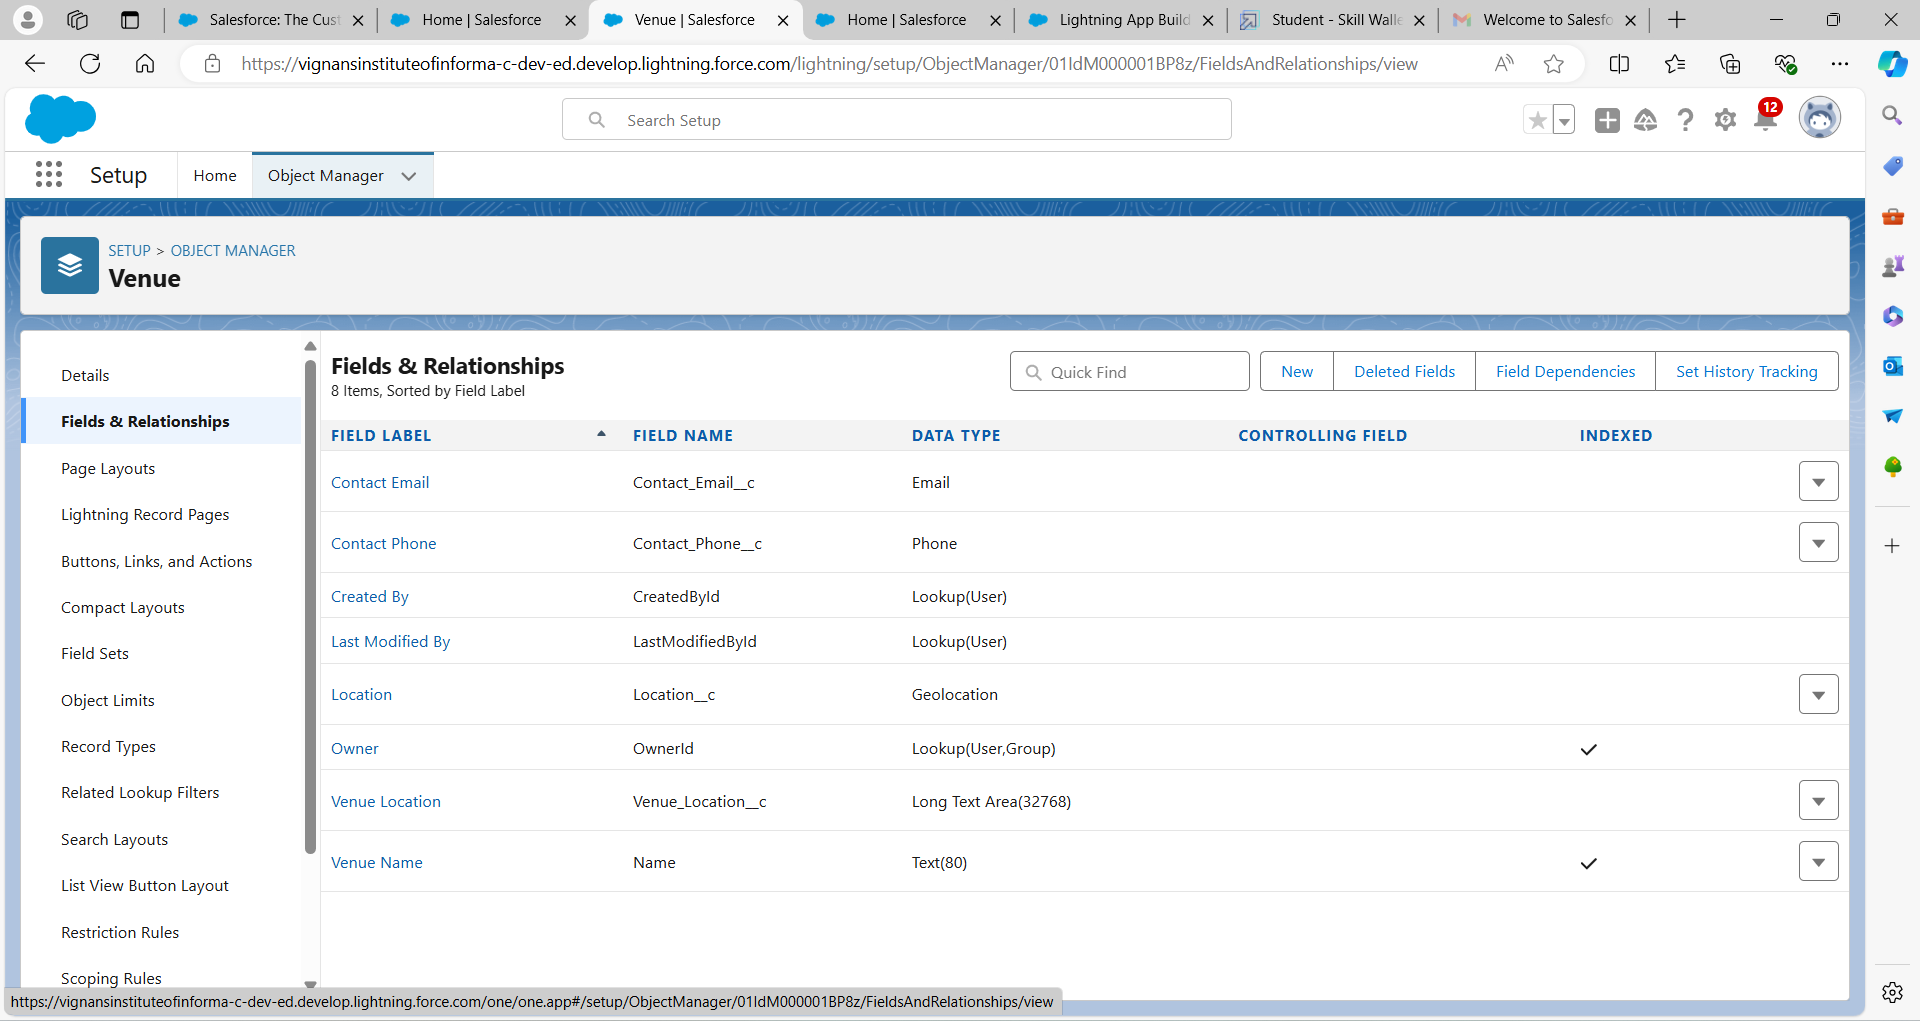 Salesforce: The Cust
Home | Salesforce
Venue | Salesforce
Home | Salesforce
Lightning App Build
Student - Skill Walle
Welcome to Salesfo
https://vignansinstituteofinforma-c-dev-ed.develop.lightning.force.com/lightning/setup/ObjectManager/01IdM000001BP8z/FieldsAndRelationships/view
Search Setup
12
Setup
Home
Object Manager
SETUP > OBJECT MANAGER
Venue
Details
Fields & Relationships
Page Layouts
Lightning Record Pages
Buttons, Links, and Actions
Compact Layouts
Field Sets
Object Limits
Record Types
Related Lookup Filters
Search Layouts
List View Button Layout
Restriction Rules
Scoping Rules
Fields & Relationships
8 Items, Sorted by Field Label
Quick Find
New
Deleted Fields
Field Dependencies
Set History Tracking
FIELD LABEL FIELD NAME DATA TYPE CONTROLLING FIELD INDEXED
Contact Email Contact_Email__c Email
Contact Phone Contact_Phone__c Phone
Created By CreatedById Lookup(User)
Last Modified By LastModifiedById Lookup(User)
Location Location__c Geolocation
Owner OwnerId Lookup(User,Group)
Venue Location Venue_Location__c Long Text Area(32768)
Venue Name Name Text(80)
https://vignansinstituteofinforma-c-dev-ed.develop.lightning.force.com/one/one.app#/setup/ObjectManager/01IdM000001BP8z/FieldsAndRelationships/view